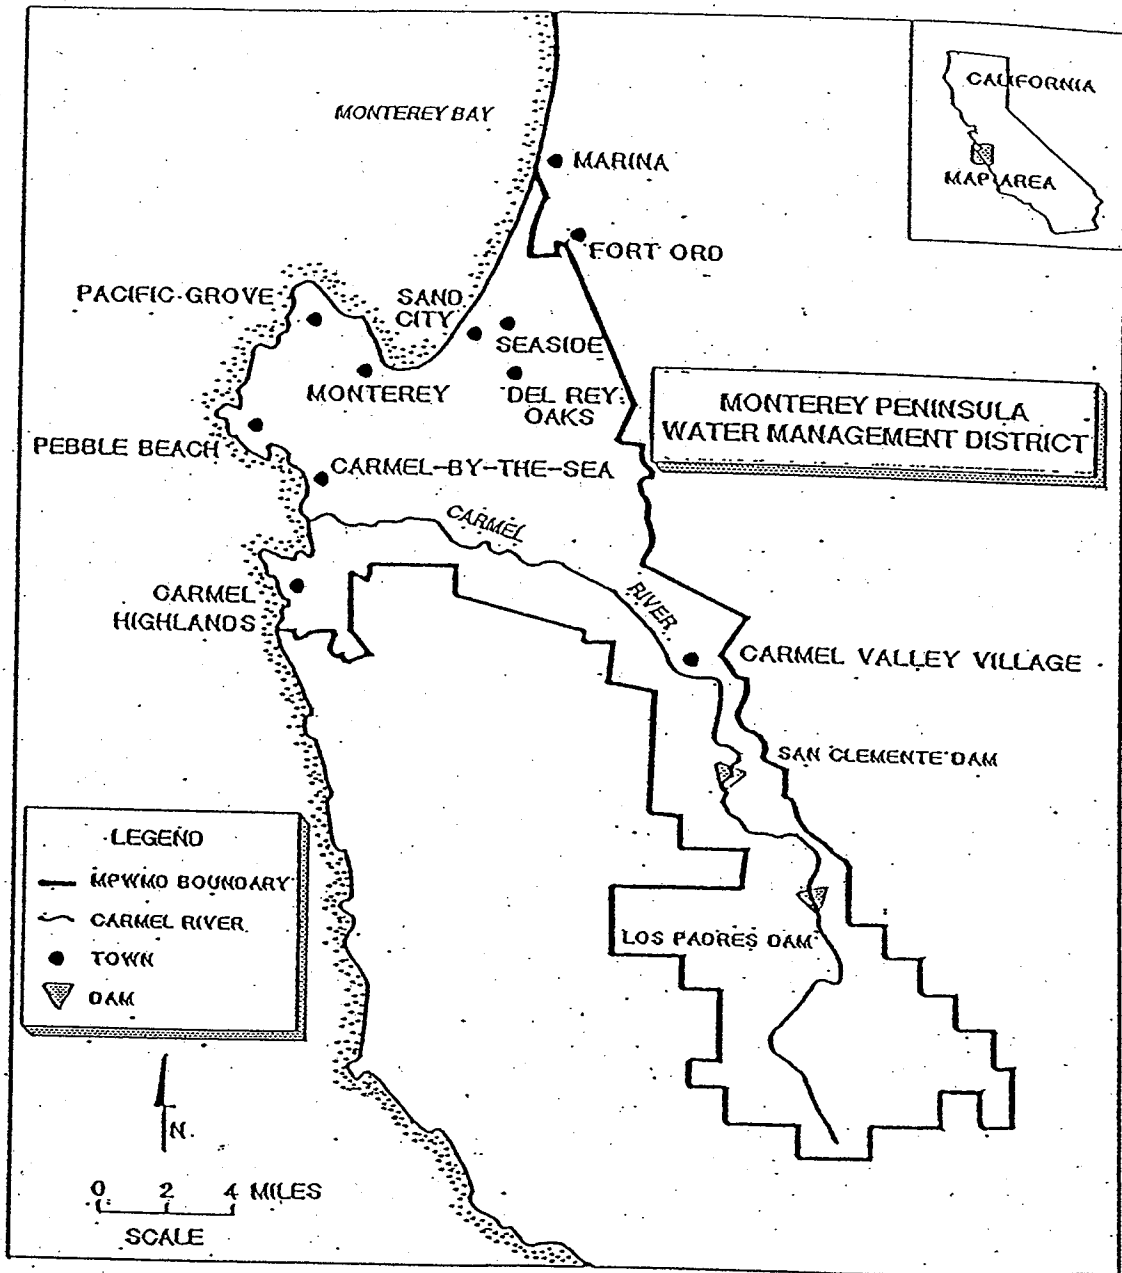 MONTEREY BAY
CALIFORNIA
MAP AREA
MARINA
FORT ORD
PACIFIC GROVE
SAND
CITY
SEASIDE
MONTEREY
DEL REY
OAKS
MONTEREY PENINSULA
WATER MANAGEMENT DISTRICT
PEBBLE BEACH
CARMEL-BY-THE-SEA
CARMEL
RIVER
CARMEL
HIGHLANDS
CARMEL VALLEY VILLAGE
SAN CLEMENTE DAM
LOS PADRES DAM
LEGEND
MPWMD BOUNDARY
CARMEL RIVER
TOWN
DAM
N
0 2 4 MILES
SCALE